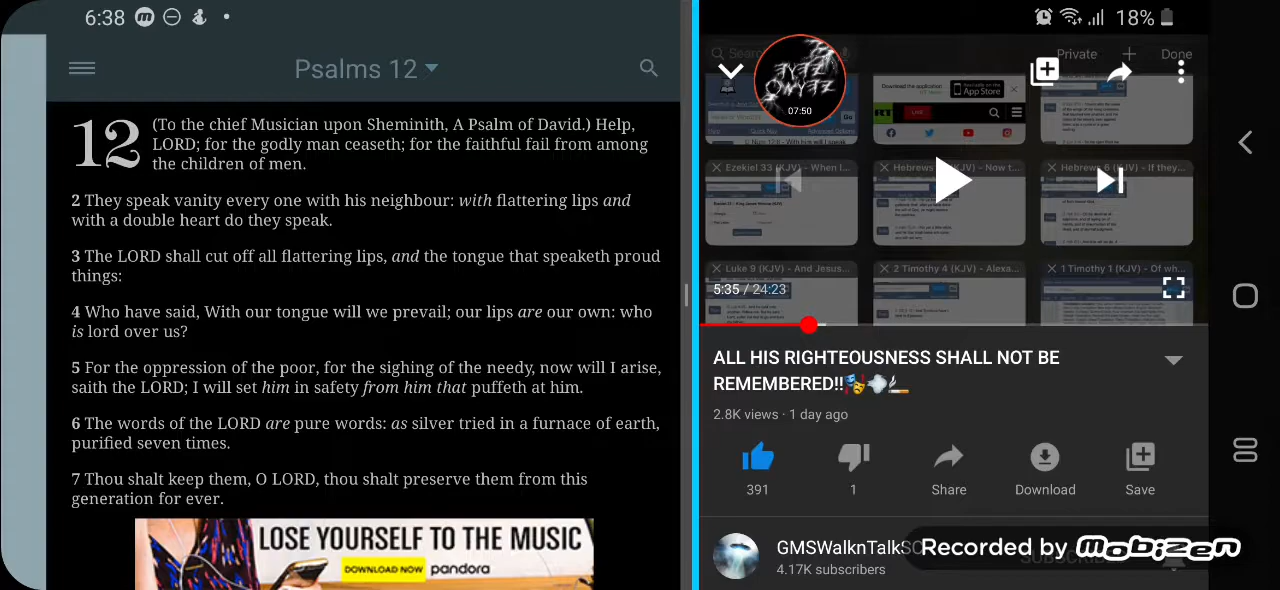 6:38
18%
Psalms 12
12 (To the chief Musician upon Sheminith, A Psalm of David.) Help,
LORD; for the godly man ceaseth; for the faithful fail from among
the children of men.
2 They speak vanity every one with his neighbour: with flattering lips and
with a double heart do they speak.
3 The LORD shall cut off all flattering lips, and the tongue that speaketh proud
things:
4 Who have said, With our tongue will we prevail; our lips are our own: who
is lord over us?
5 For the oppression of the poor, for the sighing of the needy, now will I arise,
saith the LORD; I will set him in safety from him that puffeth at him.
6 The words of the LORD are pure words: as silver tried in a furnace of earth,
purified seven times.
7 Thou shalt keep them, O LORD, thou shalt preserve them from this
generation for ever.
LOSE YOURSELF TO THE MUSIC
DOWNLOAD NOW pandora
Private + Done
07:50
Download the application
App Store
RT LIVE
Go
Ezekiel 33 (KJV) - When I...
Hebrews
Hebrews 6 (KJV) - If they...
Luke 9 (KJV) - And Jesus...
2 Timothy 4 (KJV) - Alexa...
1 Timothy 1 (KJV) - Of wh...
5:35 / 24:23
ALL HIS RIGHTEOUSNESS SHALL NOT BE
REMEMBERED!!
2.8K views · 1 day ago
391 1 Share Download Save
GMSWalknTalkSC
4.17K subscribers
Recorded by mobizen